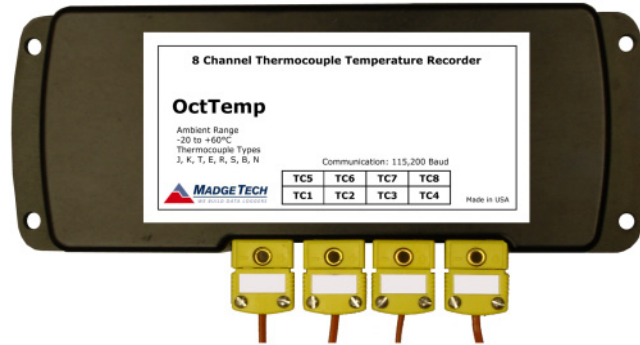 8 Channel Thermocouple Temperature Recorder
OctTemp
Ambient Range
-20 to +60°C
Thermocouple Types
J, K, T, E, R, S, B, N
Communication: 115,200 Baud
TC5 TC6 TC7 TC8
TC1 TC2 TC3 TC4
MADGETECH
WE BUILD DATA LOGGERS
Made in USA